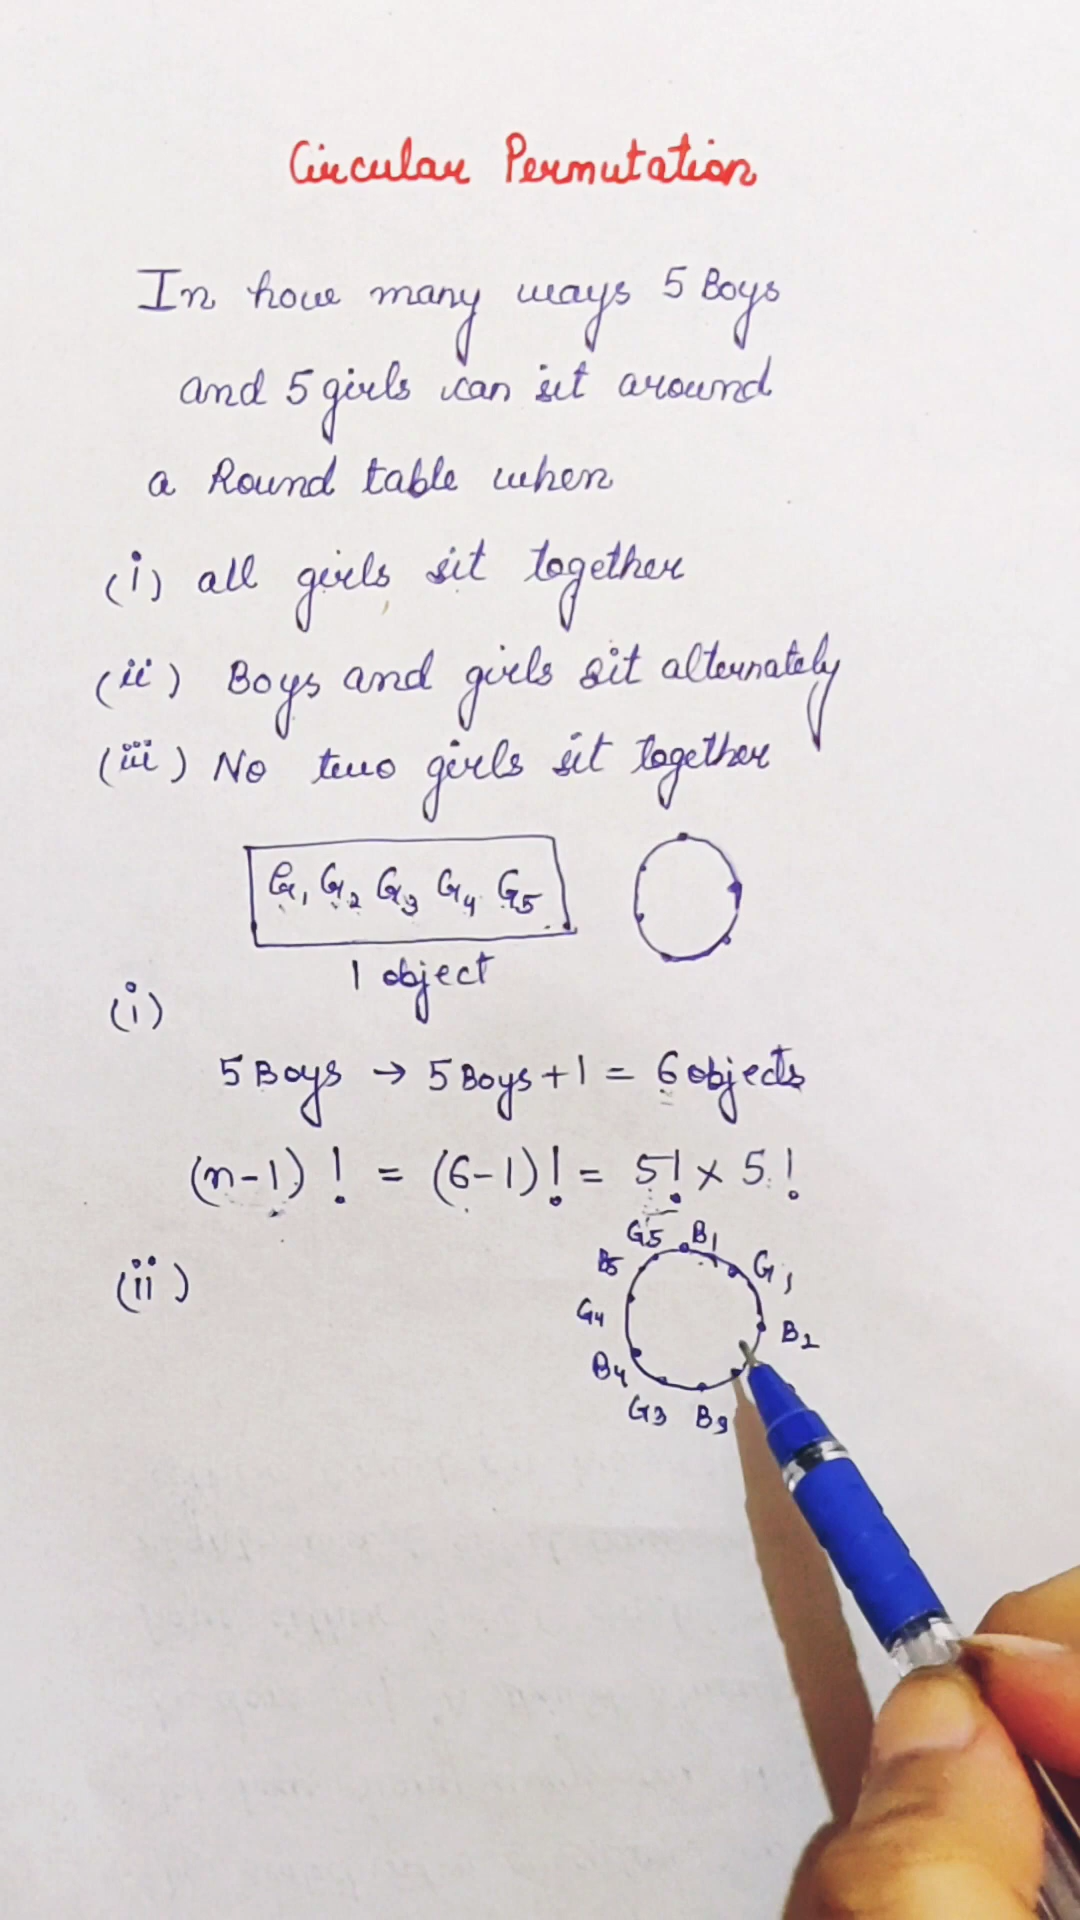 Circular Permutation
In how many ways 5 Boys
and 5 girls can sit around
a Round table when
(i) all girls sit together
(ii) Boys and girls sit alternately
(iii) No two girls sit together
G1 G2 G3 G4 G5
1 object
(i)
5 Boys → 5 Boys + 1 = 6 objects
(n-1)! = (6-1)! = 5! × 5!
(ii)
G5 B1
B5 G1
G4 B2
B4
G3 B3